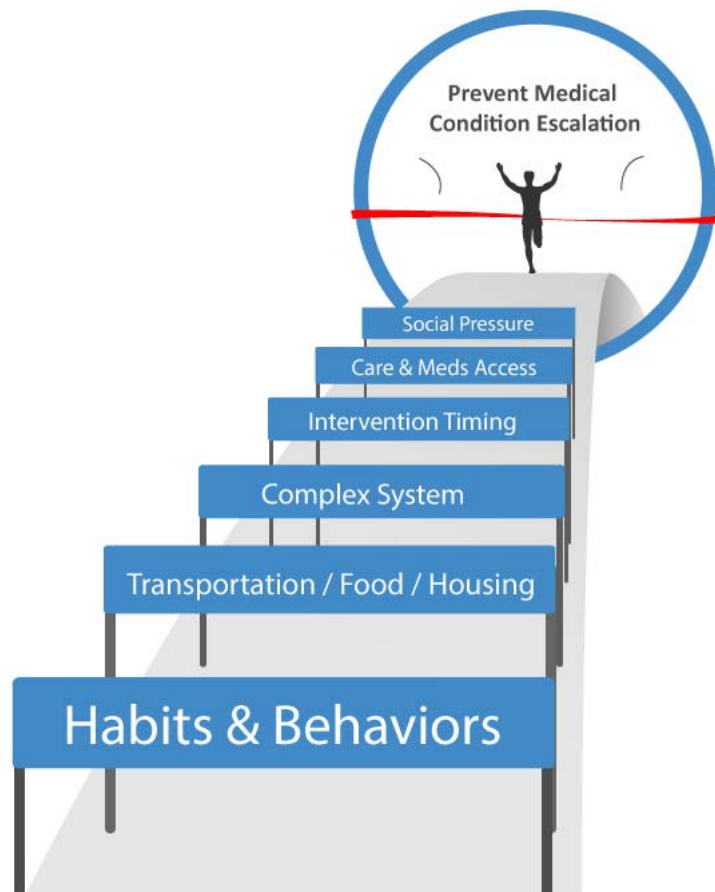 Prevent Medical
Condition Escalation
Social Pressure
Care & Meds Access
Intervention Timing
Complex System
Transportation / Food / Housing
Habits & Behaviors